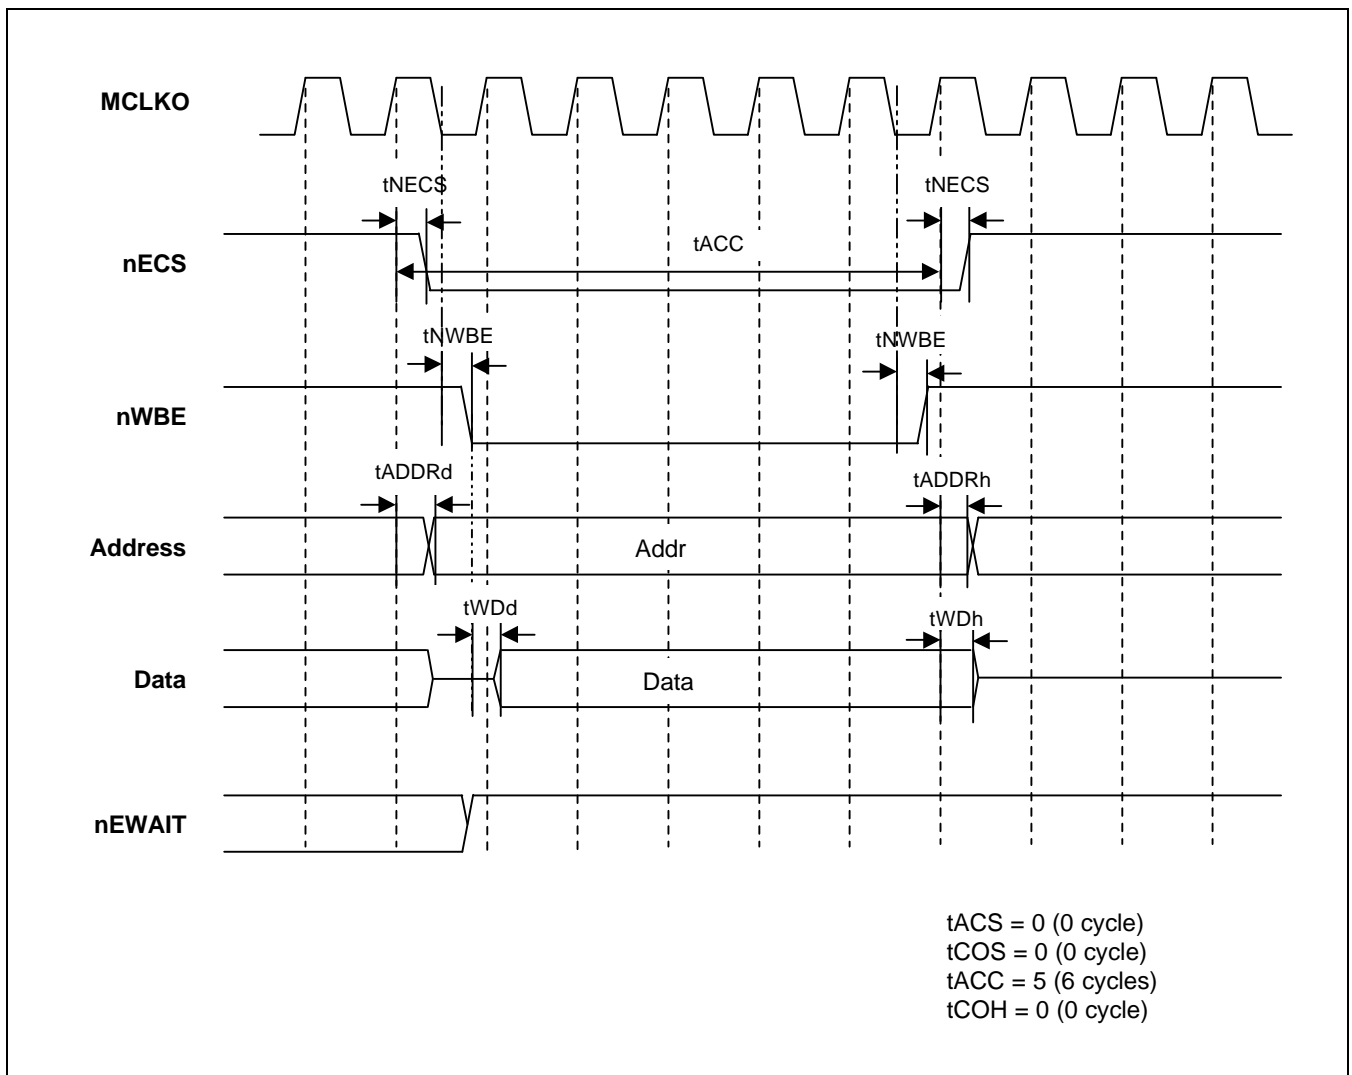 MCLKO
tNECS
tNECS
tACC
nECS
tNWBE
tNWBE
nWBE
tADDRd
tADDRh
Address
Addr
tWDd
tWDh
Data
Data
nEWAIT
tACS = 0 (0 cycle)
tCOS = 0 (0 cycle)
tACC = 5 (6 cycles)
tCOH = 0 (0 cycle)